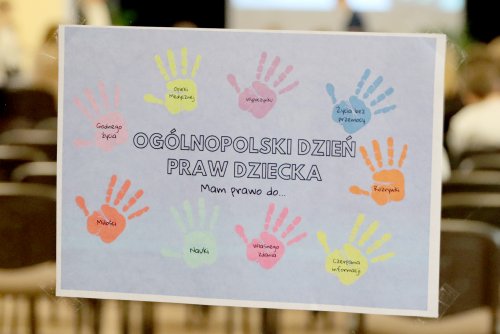 Opieki
medycznej
Wypoczynku
Życia bez
przemocy
Godnego
życia
OGÓLNOPOLSKI DZIEŃ
PRAW DZIECKA
Mam prawo do...
Rozrywki
Miłości
Nauki
Własnego
zdania
Czerpania
informacji